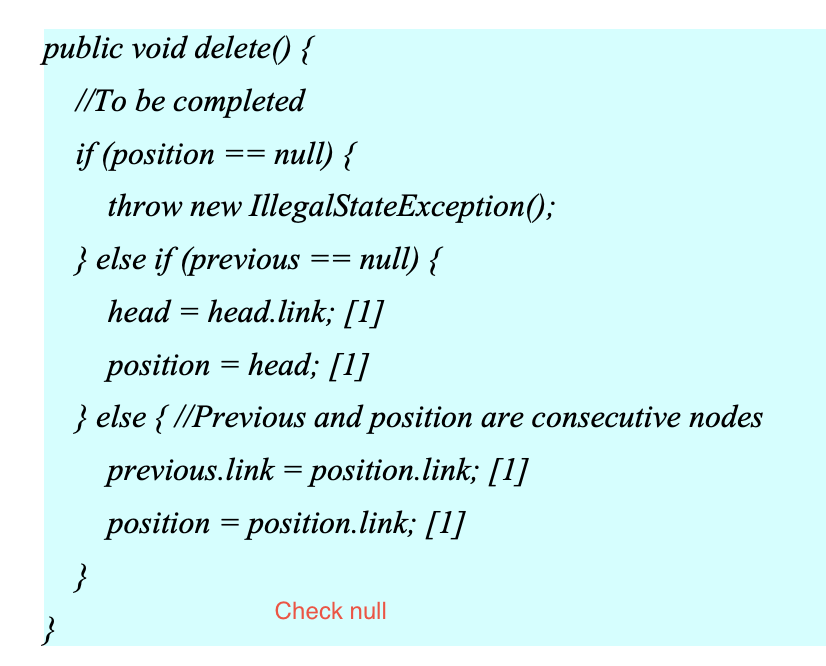 public void delete() {
//To be completed
if (position == null) {
throw new IllegalStateException();
} else if (previous == null) {
head = head.link; [1]
position = head; [1]
} else { //Previous and position are consecutive nodes
previous.link = position.link; [1]
position = position.link; [1]
}
Check null
}